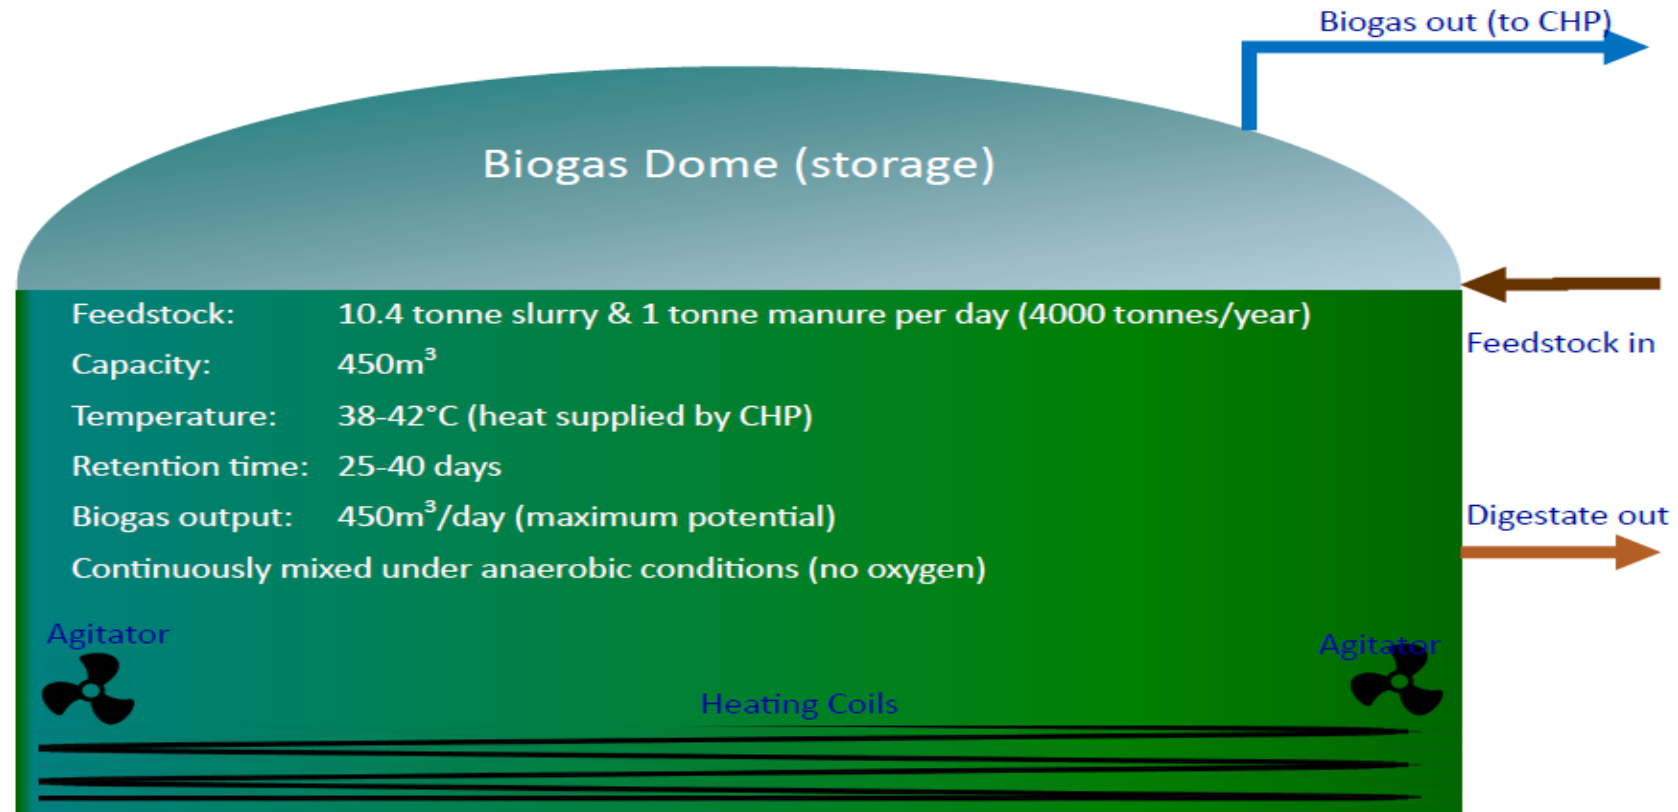 Biogas out (to CHP)
Biogas Dome (storage)
Feedstock: 10.4 tonne slurry & 1 tonne manure per day (4000 tonnes/year)
Feedstock in
Capacity: 450m³
Temperature: 38-42°C (heat supplied by CHP)
Retention time: 25-40 days
Biogas output: 450m³/day (maximum potential)
Digestate out
Continuously mixed under anaerobic conditions (no oxygen)
Agitator
Agitator
Heating Coils